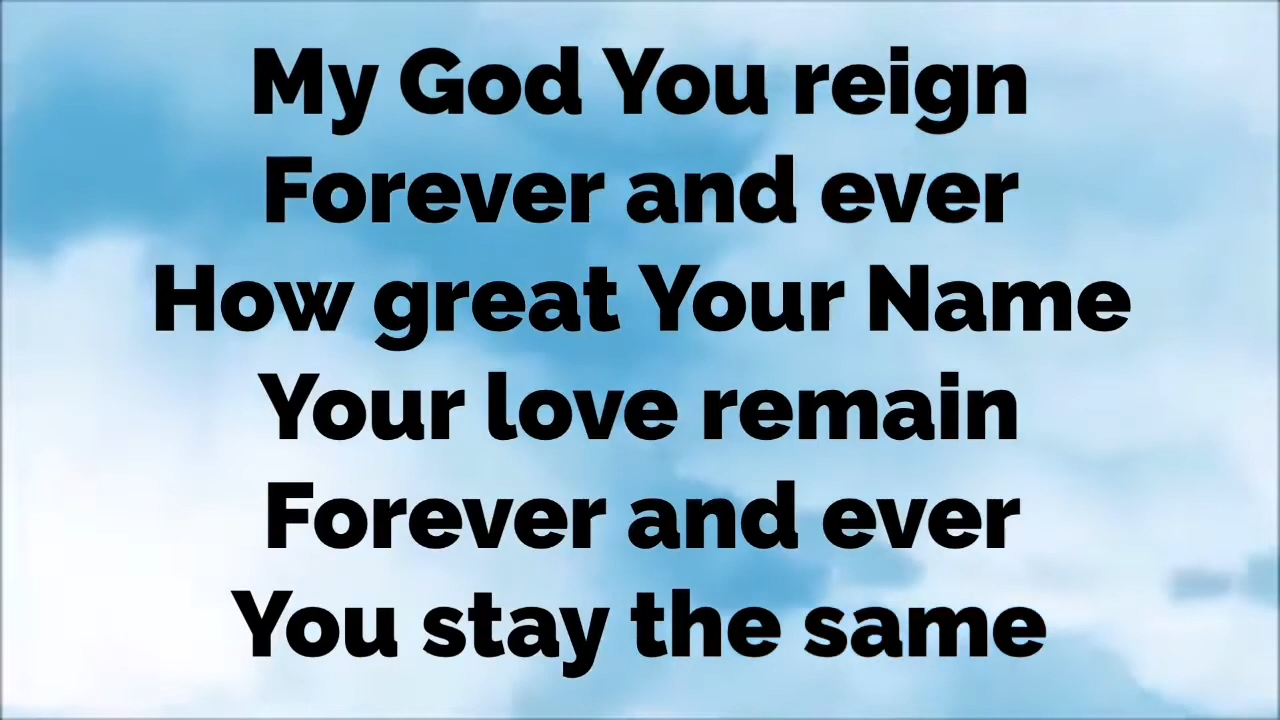 My God You reign
Forever and ever
How great Your Name
Your love remain
Forever and ever
You stay the same